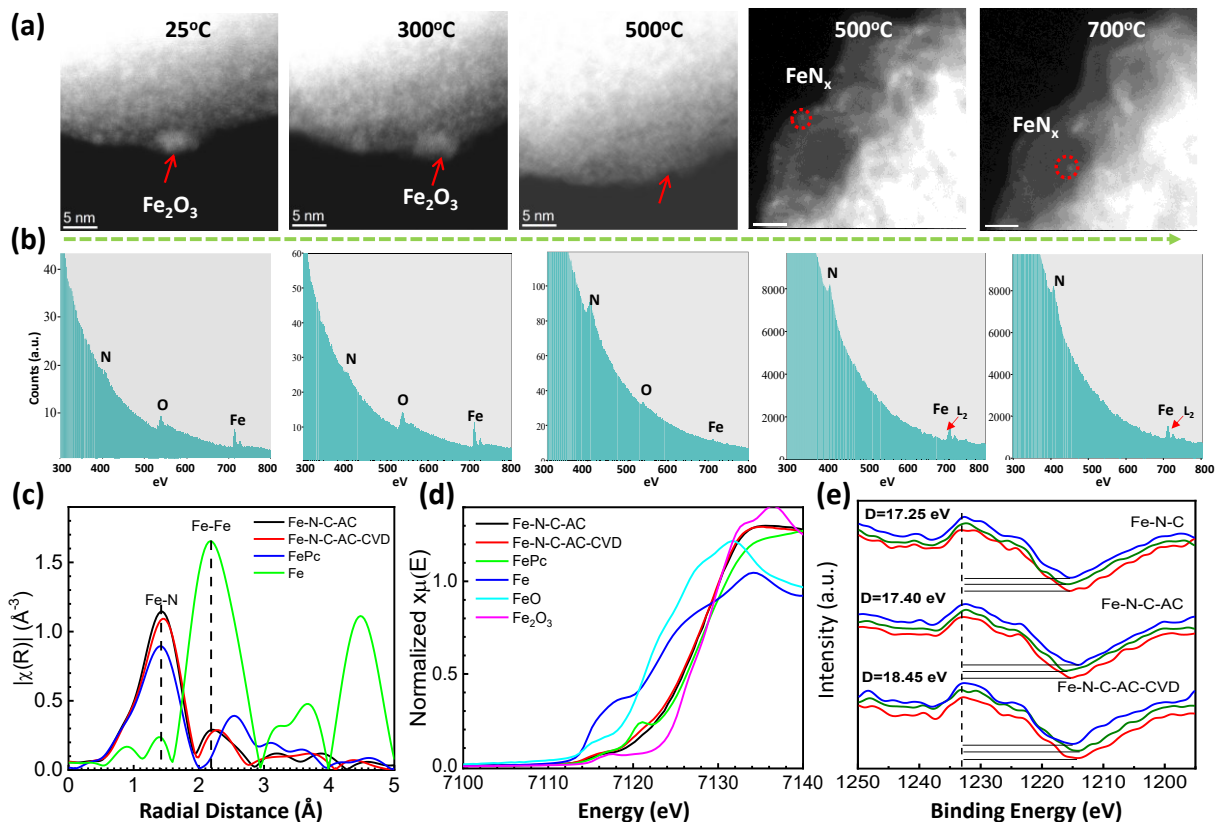 (a)
25°C
300°C
500°C
500°C
700°C
Fe2O3
Fe2O3
FeNx
FeNx
5 nm
5 nm
5 nm
(b)
Counts (a.u.)
40
30
20
10
N
O
Fe
300 400 500 600 700 800
eV
60
50
40
30
20
10
N
O
Fe
300 400 500 600 700 800
eV
100
80
60
40
20
N
O
Fe
300 400 500 600 700 800
eV
8000
6000
4000
2000
0
N
Fe
L2
300 400 500 600 700 800
eV
8000
6000
4000
2000
0
N
Fe
L2
300 400 500 600 700 800
eV
(c)
|χ(R)| (Å-3)
1.5
1.0
0.5
0
Fe-N
Fe-Fe
Fe-N-C-AC
Fe-N-C-AC-CVD
FePc
Fe
0 1 2 3 4 5
Radial Distance (Å)
(d)
Normalized xμ(E)
1.0
0.5
0.0
Fe-N-C-AC
Fe-N-C-AC-CVD
FePc
Fe
FeO
Fe2O3
7100 7110 7120 7130 7140
Energy (eV)
(e)
Intensity (a.u.)
D=17.25 eV
Fe-N-C
D=17.40 eV
Fe-N-C-AC
D=18.45 eV
Fe-N-C-AC-CVD
1250 1240 1230 1220 1210 1200
Binding Energy (eV)